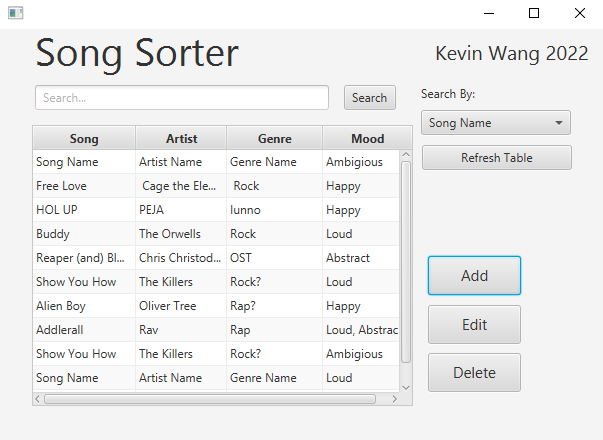 Song Sorter
Kevin Wang 2022
Search...
Search
Search By:
Song Name
Refresh Table
Song Artist Genre Mood
Song Name Artist Name Genre Name Ambigious
Free Love Cage the Ele... Rock Happy
HOL UP PEJA Iunno Happy
Buddy The Orwells Rock Loud
Reaper (and) Bl... Chris Christod... OST Abstract
Show You How The Killers Rock? Loud
Alien Boy Oliver Tree Rap? Happy
Addlerall Rav Rap Loud, Abstrac
Show You How The Killers Rock? Ambigious
Song Name Artist Name Genre Name Loud
Add
Edit
Delete